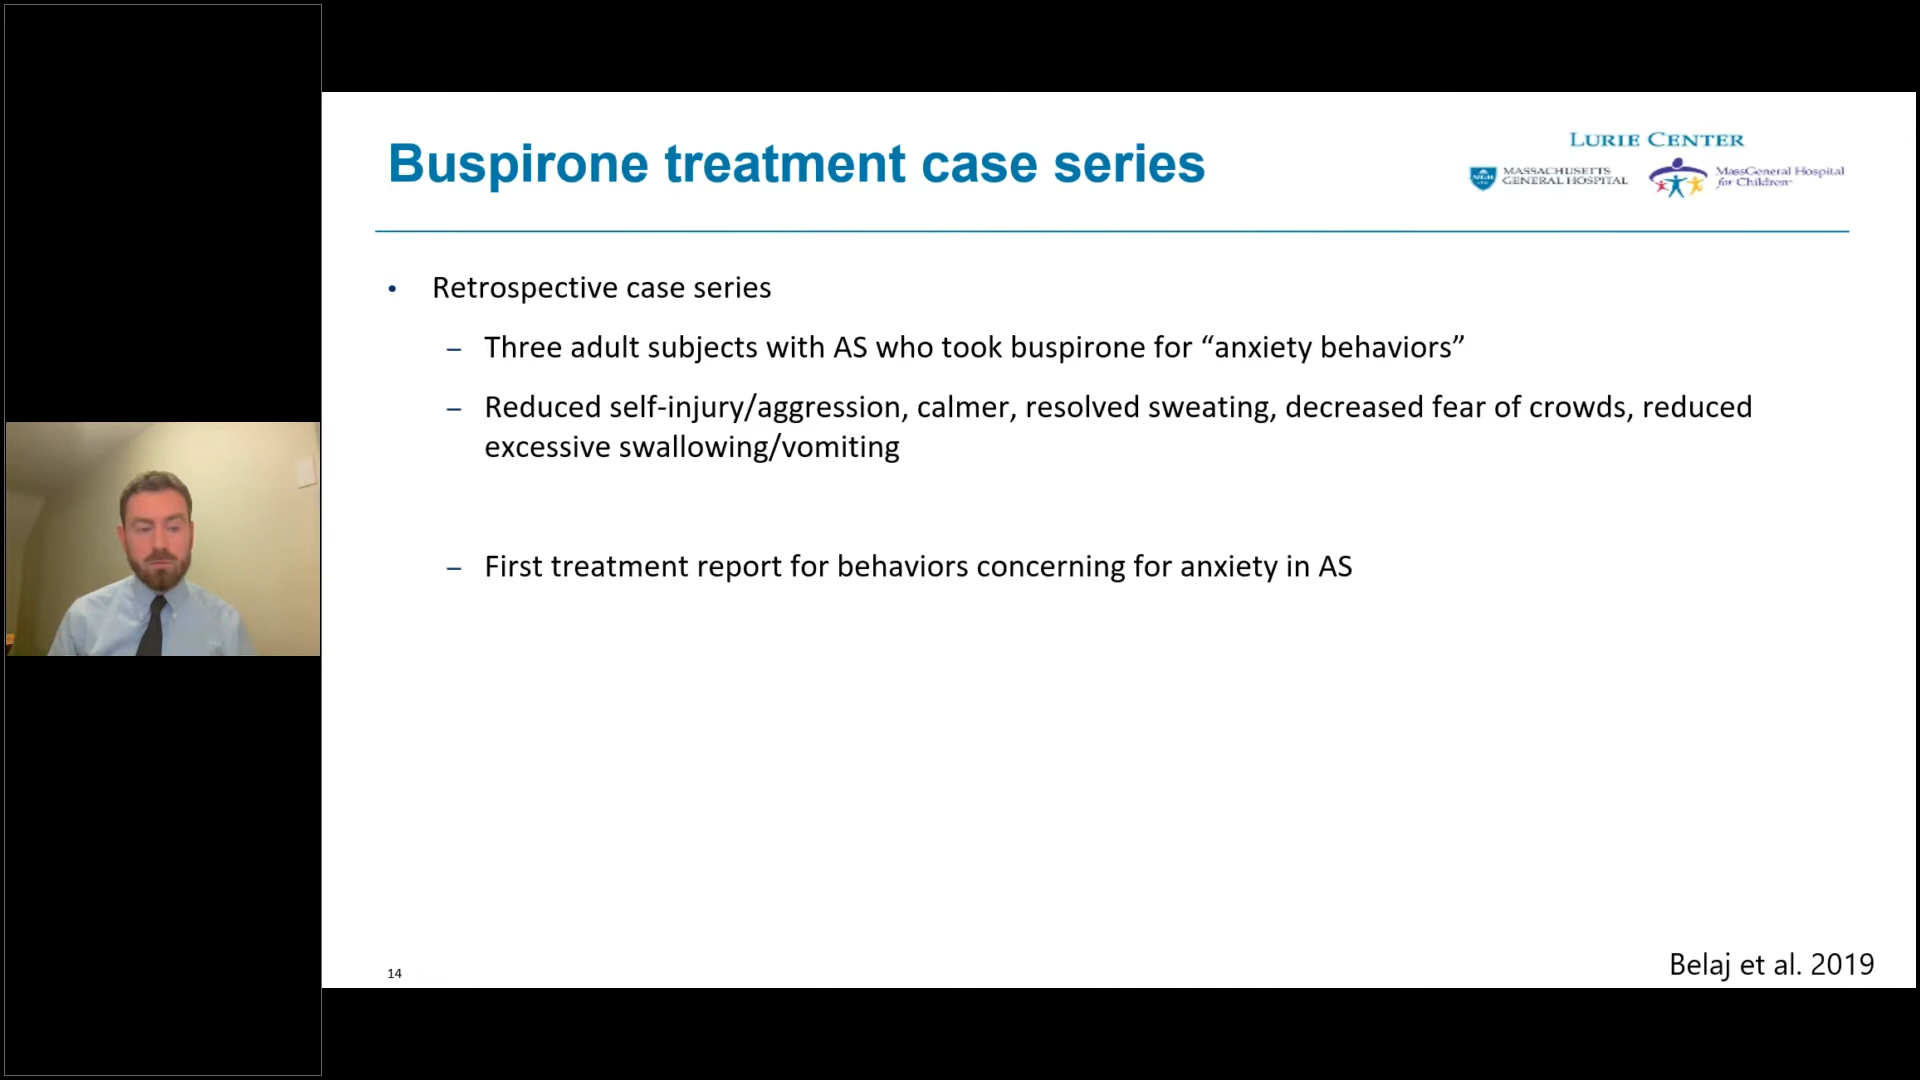 Buspirone treatment case series
LURIE CENTER
MGH
1811
MASSACHUSETTS
GENERAL HOSPITAL
MassGeneral Hospital
for Children
• Retrospective case series
– Three adult subjects with AS who took buspirone for “anxiety behaviors”
– Reduced self-injury/aggression, calmer, resolved sweating, decreased fear of crowds, reduced
excessive swallowing/vomiting
– First treatment report for behaviors concerning for anxiety in AS
14
Belaj et al. 2019